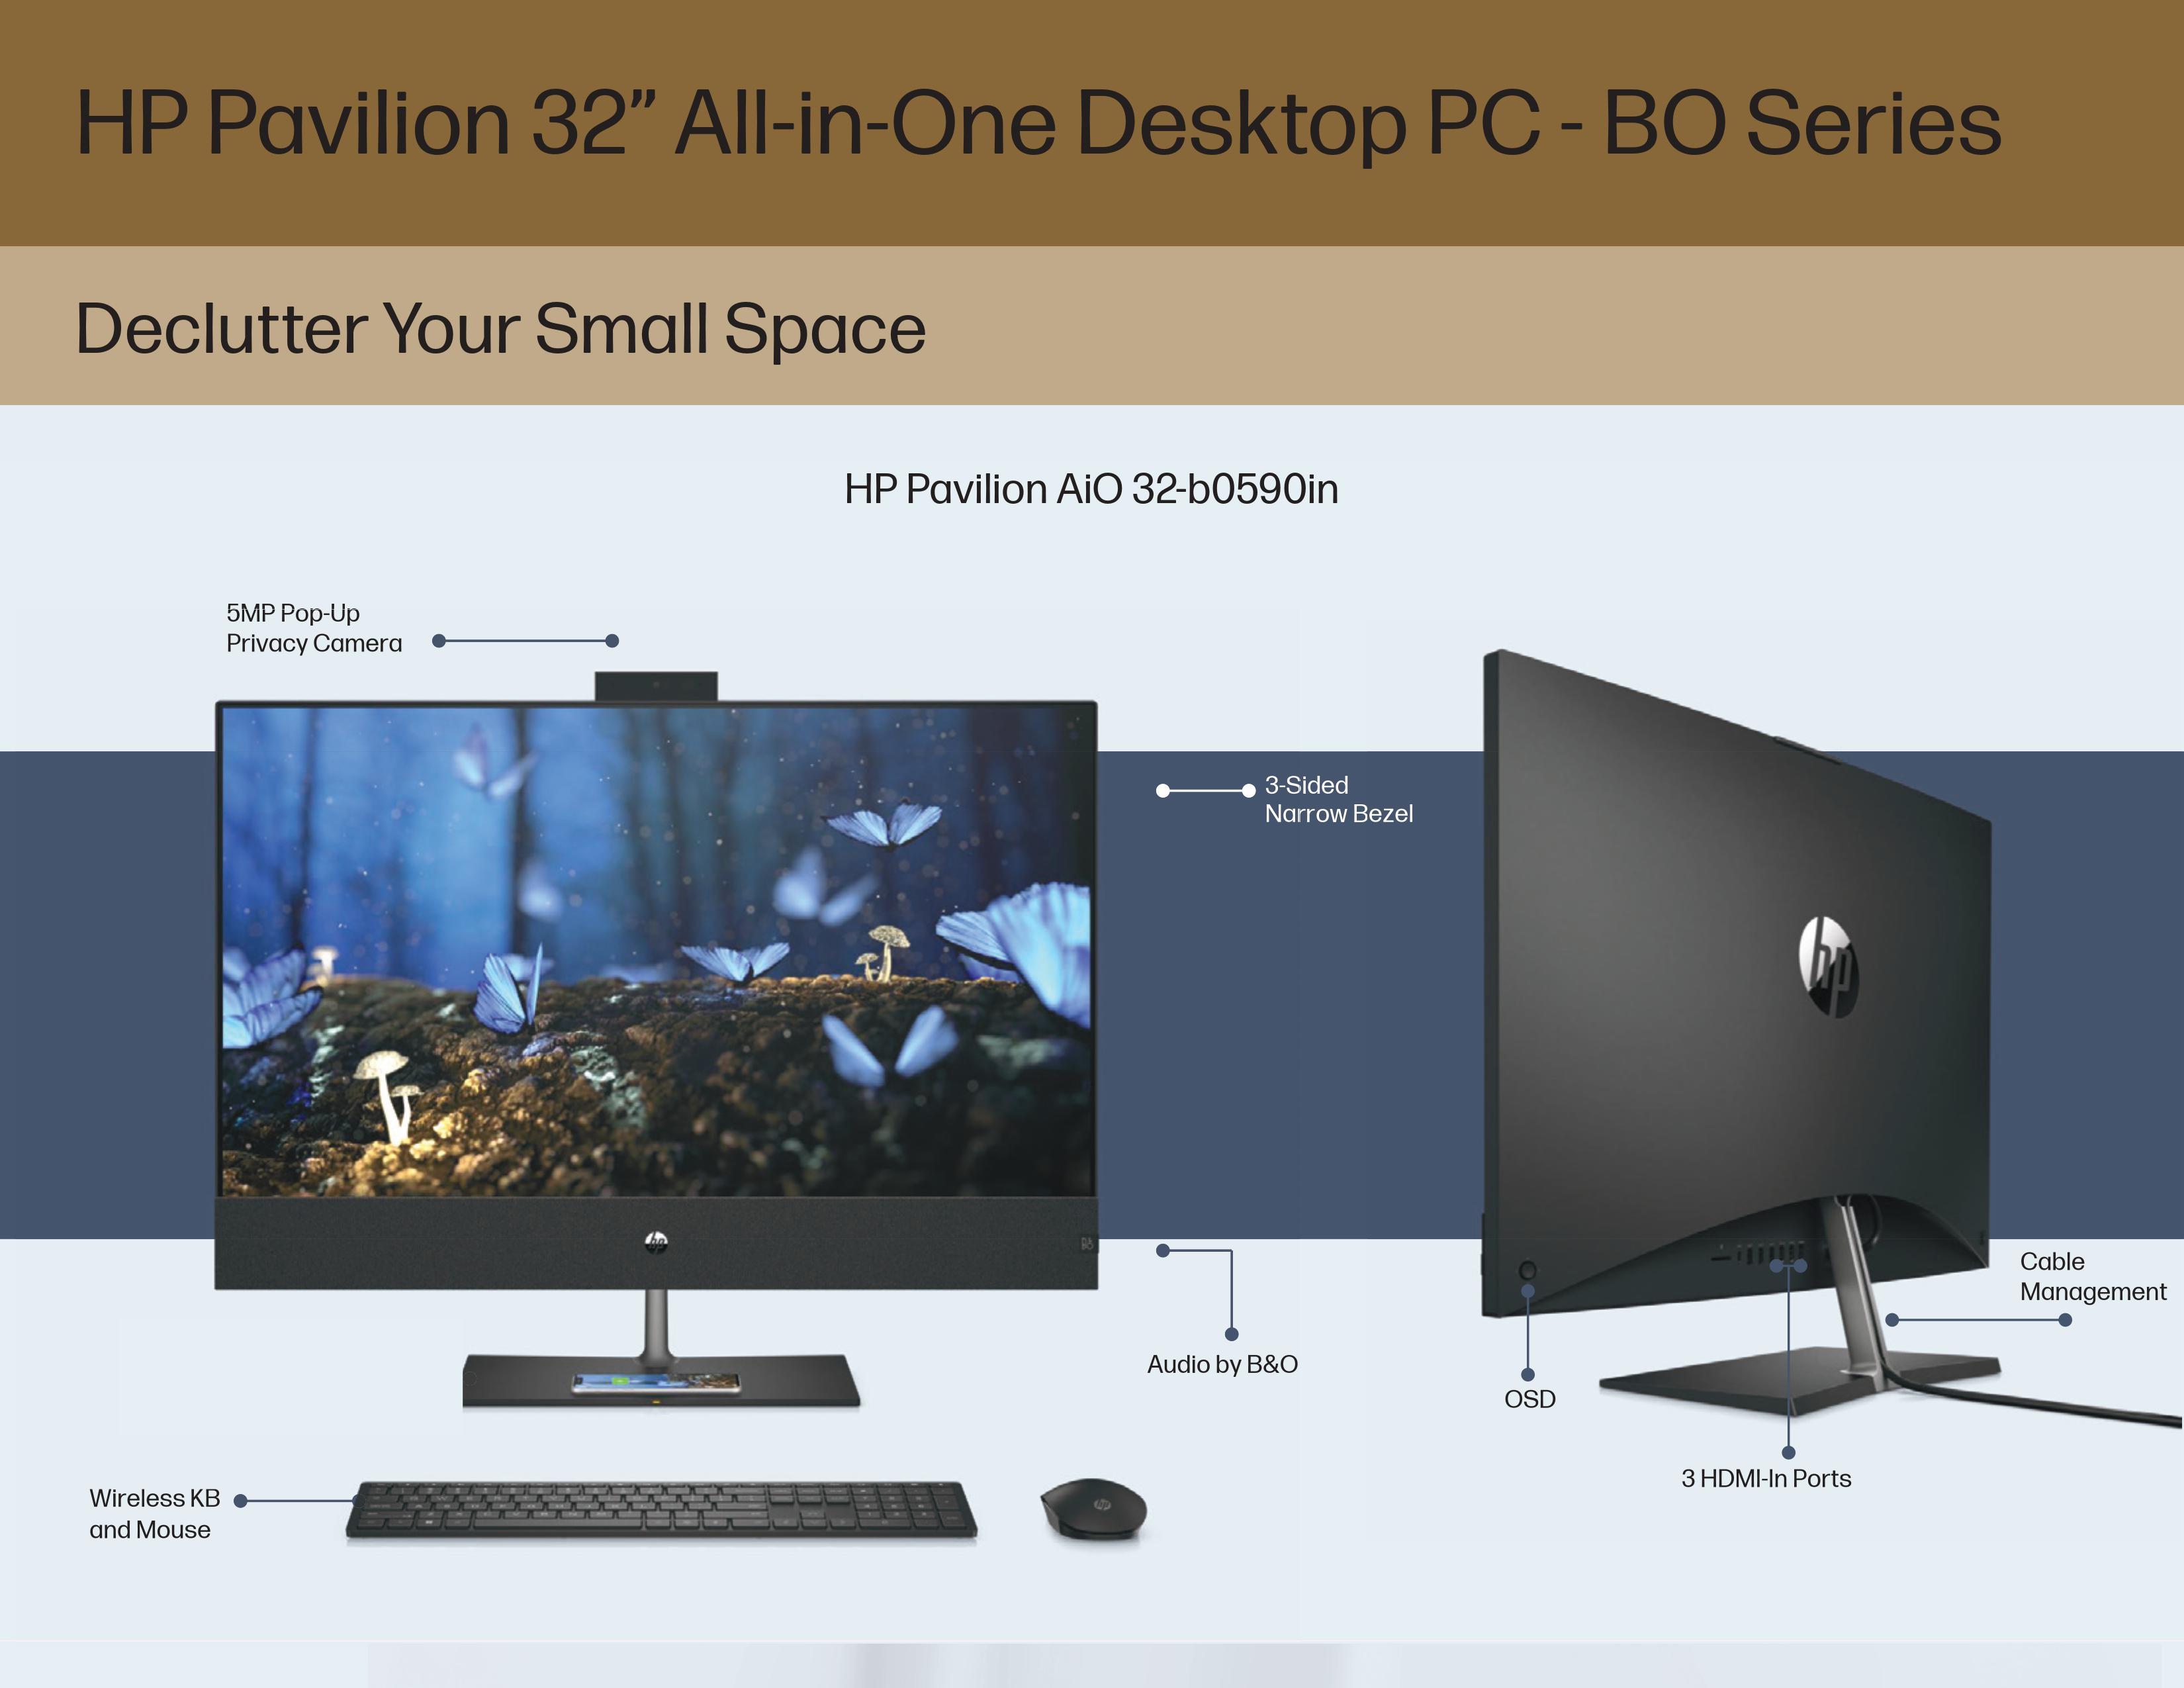 HP Pavilion 32” All-in-One Desktop PC - BO Series
Declutter Your Small Space
HP Pavilion AiO 32-b0590in
5MP Pop-Up
Privacy Camera
3-Sided
Narrow Bezel
hp
hp
Cable
Management
Audio by B&O
OSD
3 HDMI-In Ports
Wireless KB
and Mouse